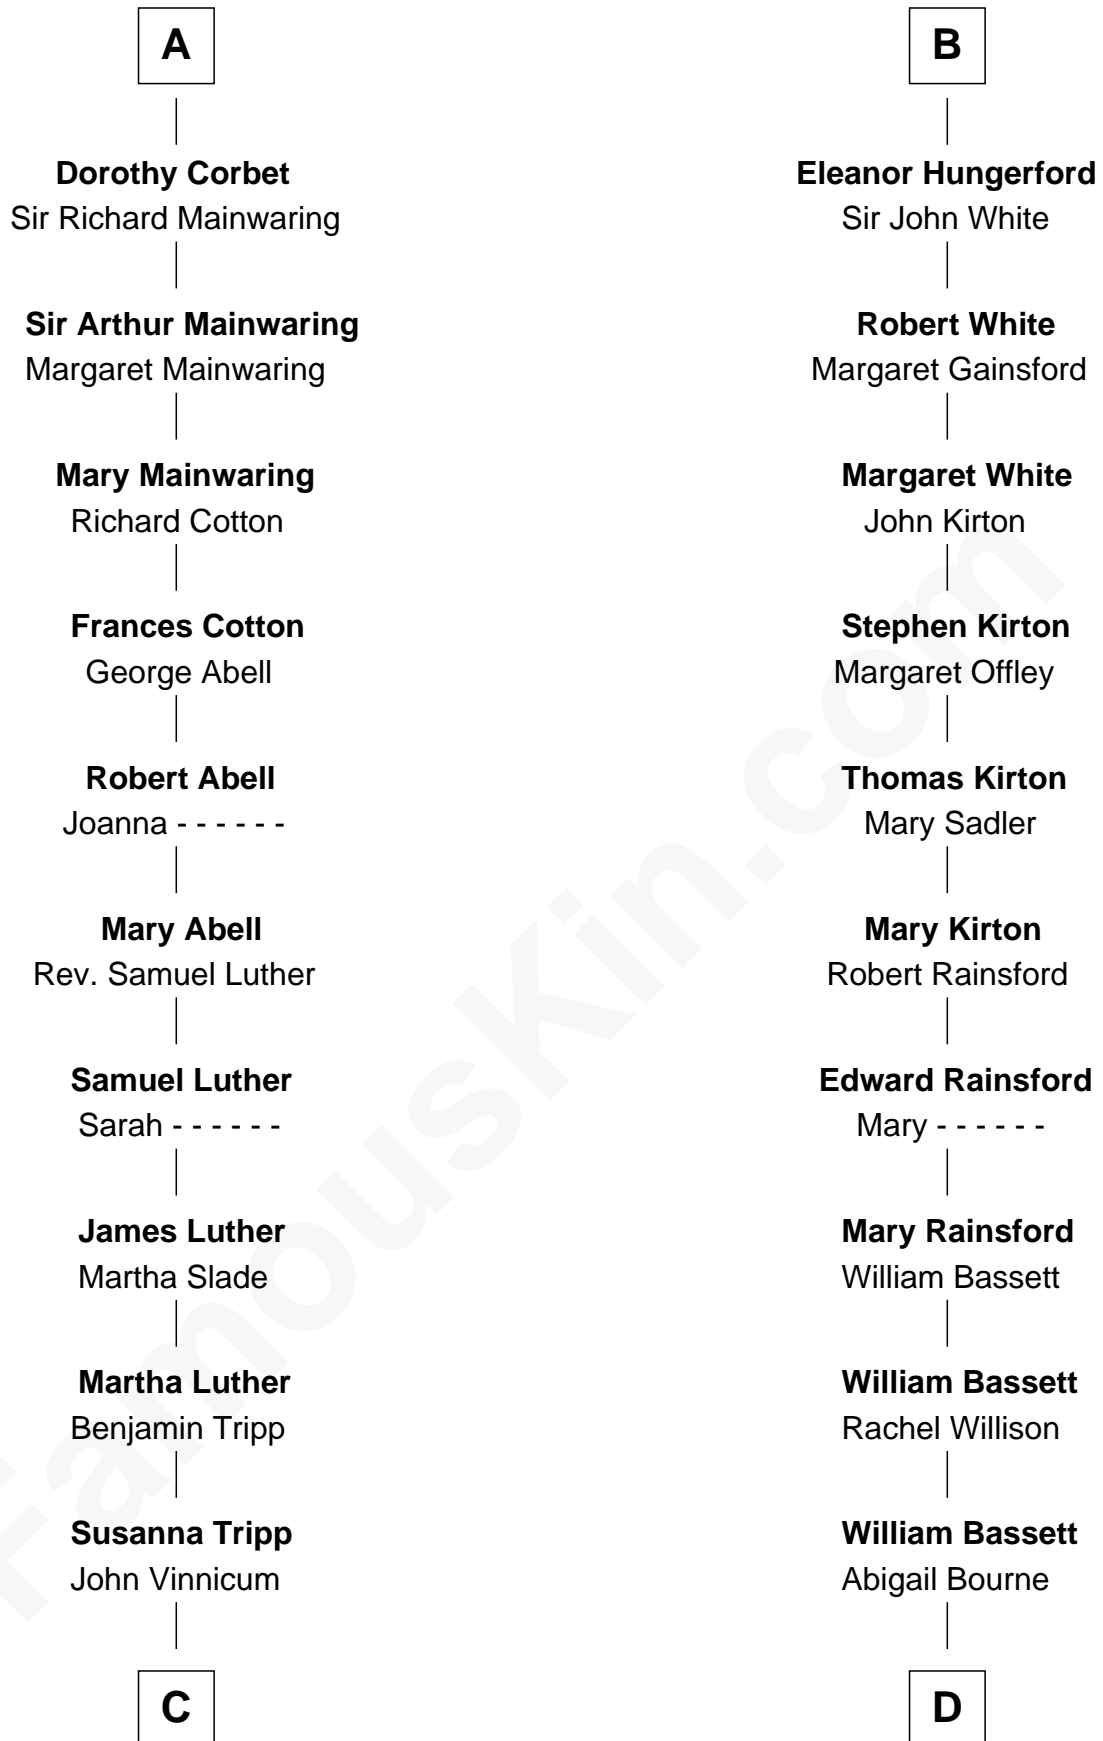 A
Dorothy Corbet
Sir Richard Mainwaring
Sir Arthur Mainwaring
Margaret Mainwaring
Mary Mainwaring
Richard Cotton
Frances Cotton
George Abell
Robert Abell
Joanna - - - - - -
Mary Abell
Rev. Samuel Luther
Samuel Luther
Sarah - - - - - -
James Luther
Martha Slade
Martha Luther
Benjamin Tripp
Susanna Tripp
John Vinnicum
C
B
Eleanor Hungerford
Sir John White
Robert White
Margaret Gainsford
Margaret White
John Kirton
Stephen Kirton
Margaret Offley
Thomas Kirton
Mary Sadler
Mary Kirton
Robert Rainsford
Edward Rainsford
Mary - - - - - -
Mary Rainsford
William Bassett
William Bassett
Rachel Willison
William Bassett
Abigail Bourne
D
FamousKin.com